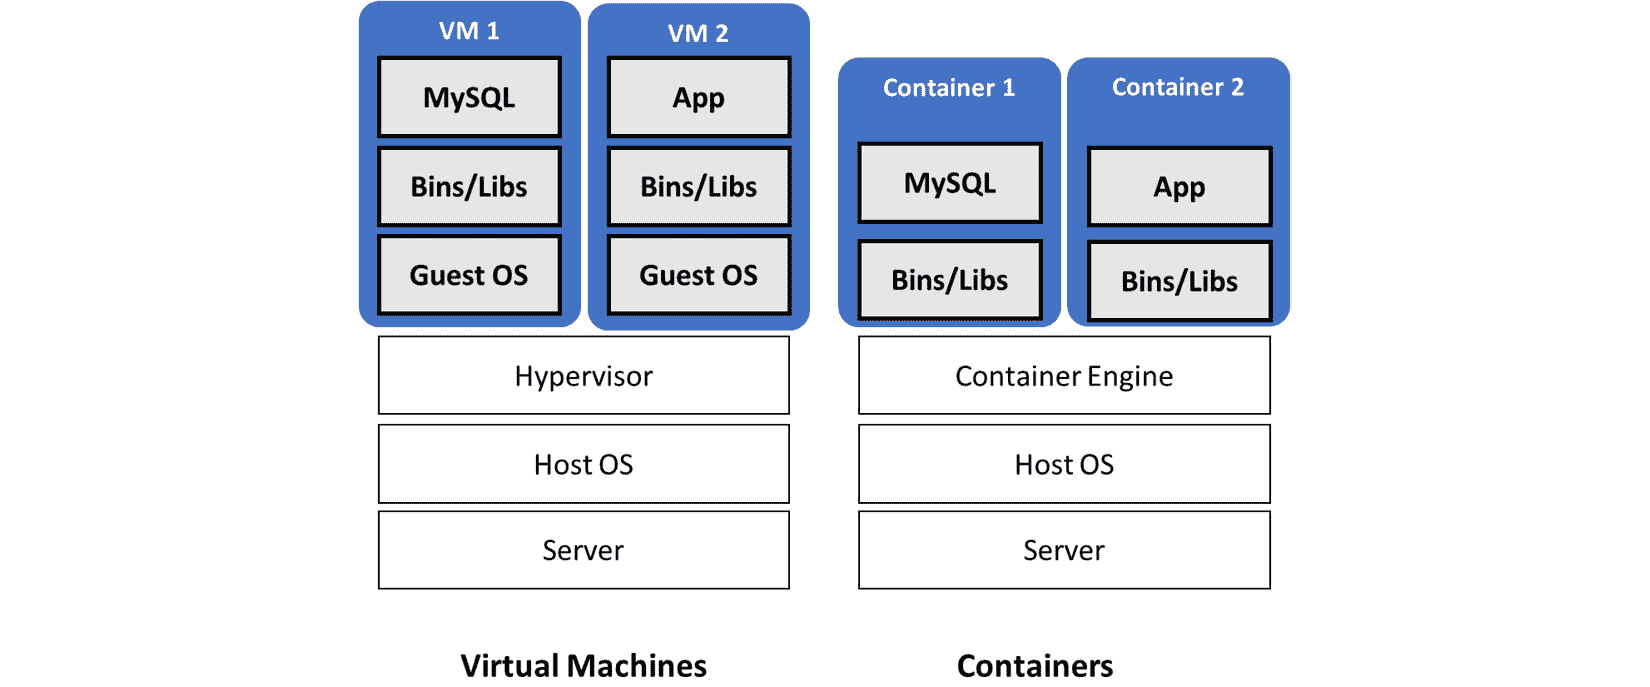 VM 1
MySQL
Bins/Libs
Guest OS
VM 2
App
Bins/Libs
Guest OS
Hypervisor
Host OS
Server
Virtual Machines
Container 1
MySQL
Bins/Libs
Container 2
App
Bins/Libs
Container Engine
Host OS
Server
Containers